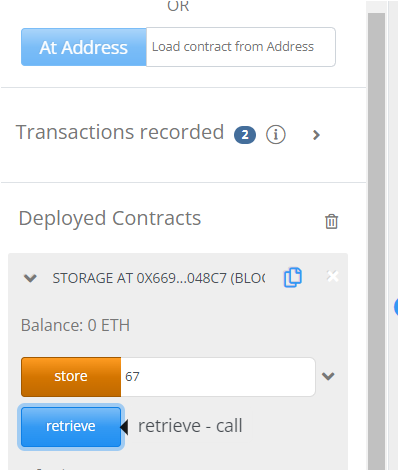 OR
At Address Load contract from Address
Transactions recorded 2 i
Deployed Contracts
STORAGE AT 0X669...048C7 (BLOC
Balance: 0 ETH
store 67
retrieve retrieve - call